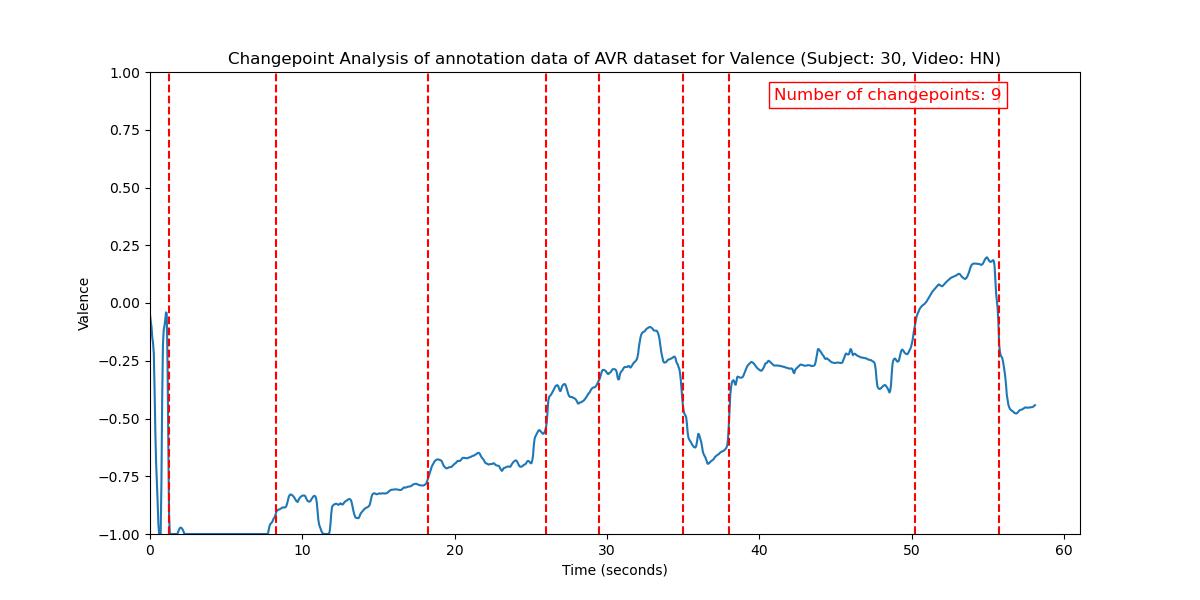 Changepoint Analysis of annotation data of AVR dataset for Valence (Subject: 30, Video: HN)
Number of changepoints: 9
Valence
1.00
0.75
0.50
0.25
0.00
−0.25
−0.50
−0.75
−1.00
0 10 20 30 40 50 60
Time (seconds)